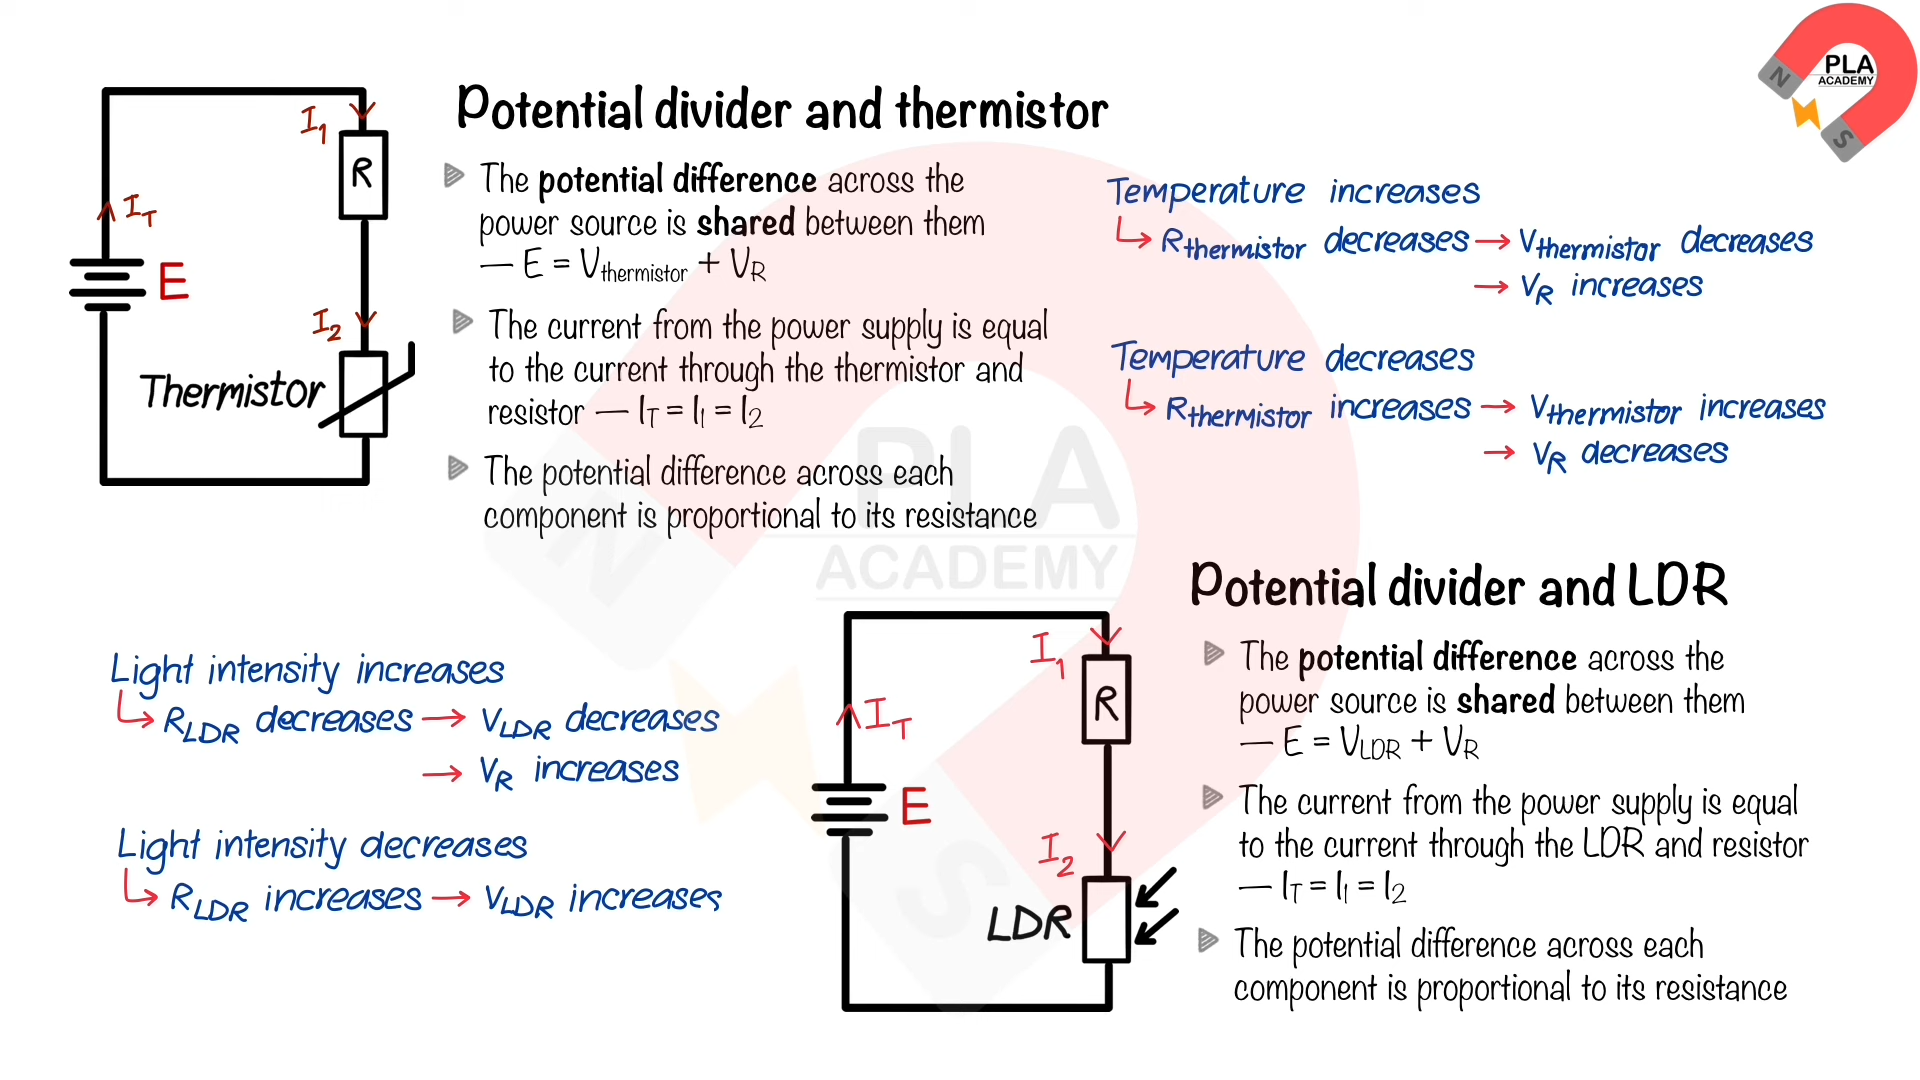 PLA
ACADEMY
N
S
Potential divider and thermistor
The potential difference across the
power source is shared between them
— E = Vthermistor + VR
The current from the power supply is equal
to the current through the thermistor and
resistor — IT = I1 = I2
The potential difference across each
component is proportional to its resistance
I1
R
IT
E
I2
Thermistor
Temperature increases
Rthermistor decreases → Vthermistor decreases
→ VR increases
Temperature decreases
Rthermistor increases → Vthermistor increases
→ VR decreases
PLA
ACADEMY
N
S
Light intensity increases
RLDR decreases → VLDR decreases
→ VR increases
Light intensity decreases
RLDR increases → VLDR increases
I1
R
IT
E
I2
LDR
Potential divider and LDR
The potential difference across the
power source is shared between them
— E = VLDR + VR
The current from the power supply is equal
to the current through the LDR and resistor
— IT = I1 = I2
The potential difference across each
component is proportional to its resistance